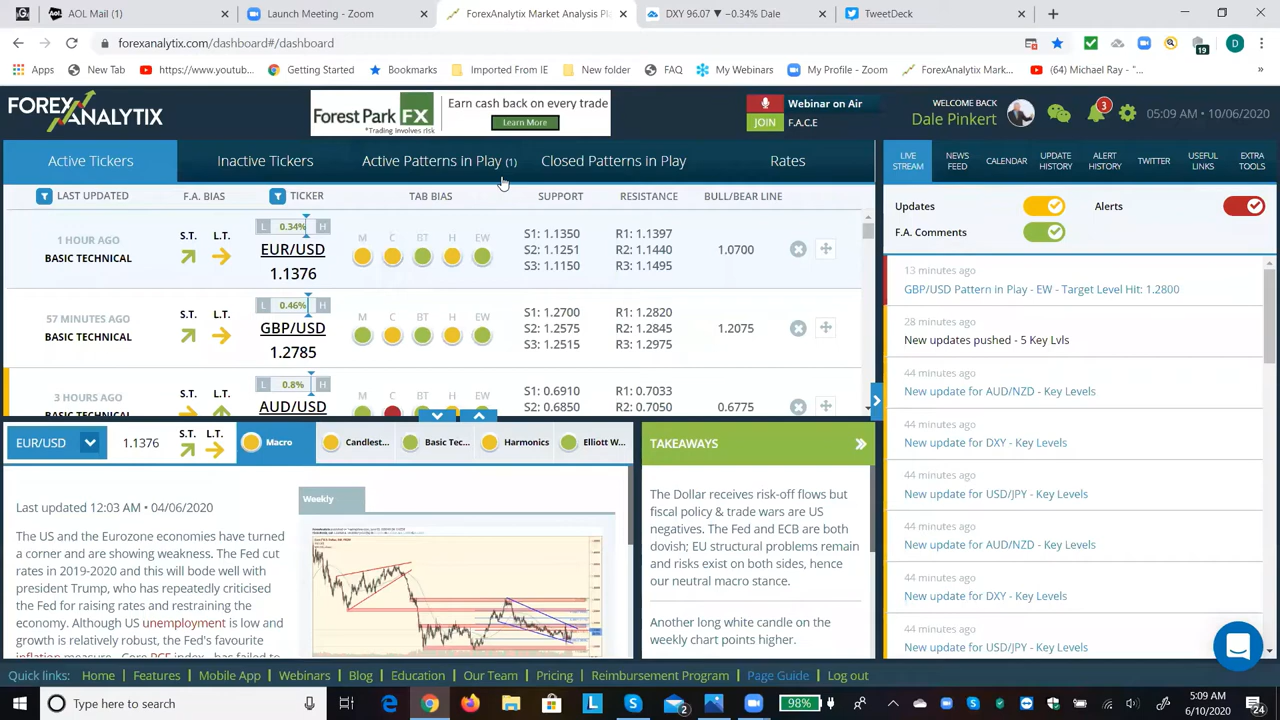 AOL Mail (1)
Launch Meeting - Zoom
ForexAnalytix Market Analysis Pl
DXY 96.07 ▼ −0.34% Dale
TweetDeck
forexanalytix.com/dashboard#/dashboard
19
D
Apps
New Tab
https://www.youtub...
Getting Started
Bookmarks
Imported From IE
New folder
FAQ
My Webinars
My Profile - Zoom
ForexAnalytix Mark...
(64) Michael Ray - "...
»
FOREX ANALYTIX
Forest Park FX
*Trading Involves risk
Earn cash back on every trade
Learn More
Webinar on Air
JOIN
F.A.C.E
WELCOME BACK
Dale Pinkert
3
05:09 AM • 10/06/2020
Active Tickers
Inactive Tickers
Active Patterns in Play (1)
Closed Patterns in Play
Rates
LAST UPDATED
F.A. BIAS
TICKER
TAB BIAS
SUPPORT
RESISTANCE
BULL/BEAR LINE
1 HOUR AGO
BASIC TECHNICAL
S.T. L.T.
L 0.34% H
EUR/USD
1.1376
M C BT H EW
S1: 1.1350
S2: 1.1251
S3: 1.1150
R1: 1.1397
R2: 1.1440
R3: 1.1495
1.0700
57 MINUTES AGO
BASIC TECHNICAL
S.T. L.T.
L 0.46% H
GBP/USD
1.2785
M C BT H EW
S1: 1.2700
S2: 1.2575
S3: 1.2515
R1: 1.2820
R2: 1.2845
R3: 1.2975
1.2075
3 HOURS AGO
BASIC TECHNICAL
S.T. L.T.
L 0.8% H
AUD/USD
M C BT H EW
S1: 0.6910
S2: 0.6850
R1: 0.7033
R2: 0.7050
0.6775
LIVE STREAM
NEWS FEED
CALENDAR
UPDATE HISTORY
ALERT HISTORY
TWITTER
USEFUL LINKS
EXTRA TOOLS
Updates
Alerts
F.A. Comments
13 minutes ago
GBP/USD Pattern in Play - EW - Target Level Hit: 1.2800
28 minutes ago
New updates pushed - 5 Key Lvls
44 minutes ago
New update for AUD/NZD - Key Levels
44 minutes ago
New update for DXY - Key Levels
44 minutes ago
New update for USD/JPY - Key Levels
44 minutes ago
New update for AUD/NZD - Key Levels
44 minutes ago
New update for DXY - Key Levels
44 minutes ago
New update for USD/JPY - Key Levels
EUR/USD
1.1376
S.T. L.T.
Macro
Candlest...
Basic Tec...
Harmonics
Elliott W...
Last updated 12:03 AM • 04/06/2020
The US and the Eurozone economies have turned
a corner and are showing weakness. The Fed cut
rates in 2019-2020 and this will bode well with
president Trump, who has repeatedly criticised
the Fed for raising rates and restraining the
economy. Although US unemployment is low and
growth is relatively robust, the Fed's favourite
inflation measure - Core PCE index - has failed to
Weekly
TAKEAWAYS
The Dollar receives risk-off flows but
fiscal policy & trade wars are US
negatives. The Fed and ECB are both
dovish; EU structural problems remain
and risks exist on both sides, hence
our neutral macro stance.
Another long white candle on the
weekly chart points higher.
Quick links:
Home
Features
Mobile App
Webinars
Blog
Education
Our Team
Pricing
Reimbursement Program
Page Guide
Log out
Type here to search
L
2
98%
5:09 AM
6/10/2020
24